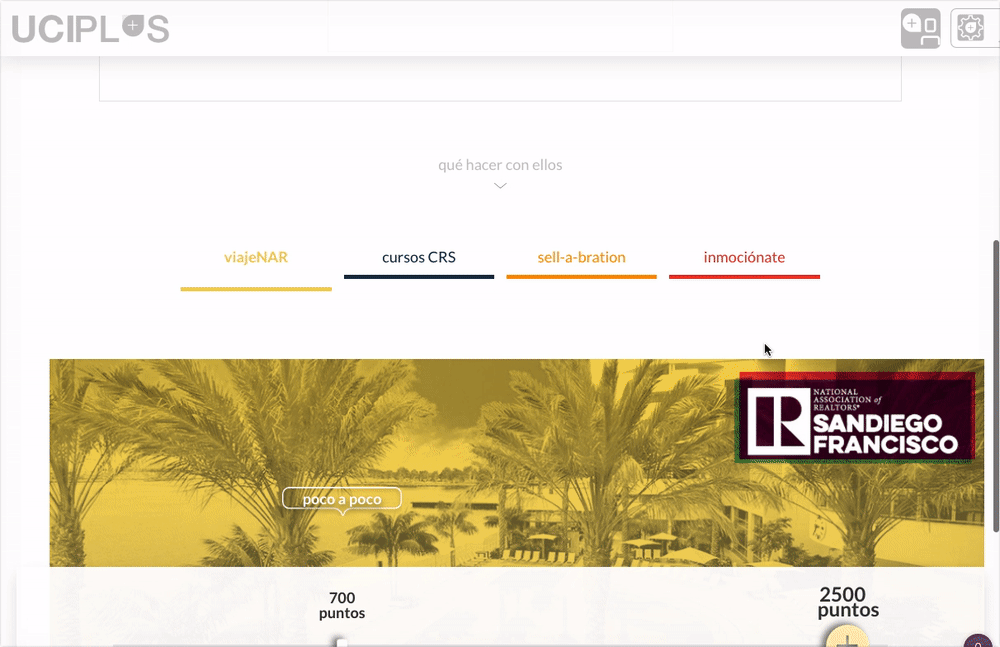 UCIPLUS
qué hacer con ellos
viajeNAR
cursos CRS
sell-a-bration
inmociónate
NATIONAL
ASSOCIATION of
REALTORS®
SANDIEGO
FRANCISCO
poco a poco
700
puntos
2500
puntos